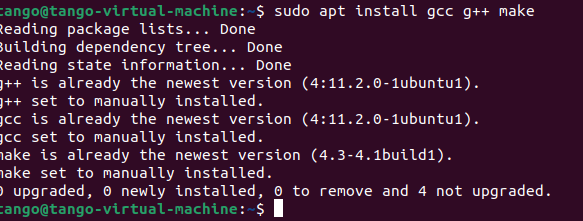 tango@tango-virtual-machine:~$ sudo apt install gcc g++ make
Reading package lists... Done
Building dependency tree... Done
Reading state information... Done
g++ is already the newest version (4:11.2.0-1ubuntu1).
g++ set to manually installed.
gcc is already the newest version (4:11.2.0-1ubuntu1).
gcc set to manually installed.
make is already the newest version (4.3-4.1build1).
make set to manually installed.
0 upgraded, 0 newly installed, 0 to remove and 4 not upgraded.
tango@tango-virtual-machine:~$